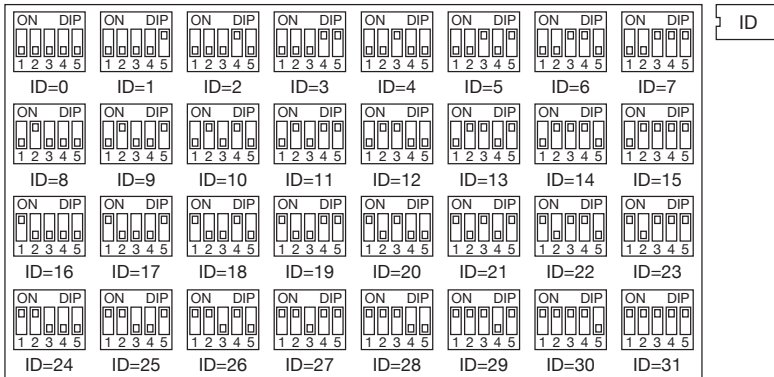 ON DIP ON DIP ON DIP ON DIP ON DIP ON DIP ON DIP ON DIP ID
1 2 3 4 5 1 2 3 4 5 1 2 3 4 5 1 2 3 4 5 1 2 3 4 5 1 2 3 4 5 1 2 3 4 5 1 2 3 4 5
ID=0 ID=1 ID=2 ID=3 ID=4 ID=5 ID=6 ID=7
ON DIP ON DIP ON DIP ON DIP ON DIP ON DIP ON DIP ON DIP
1 2 3 4 5 1 2 3 4 5 1 2 3 4 5 1 2 3 4 5 1 2 3 4 5 1 2 3 4 5 1 2 3 4 5 1 2 3 4 5
ID=8 ID=9 ID=10 ID=11 ID=12 ID=13 ID=14 ID=15
ON DIP ON DIP ON DIP ON DIP ON DIP ON DIP ON DIP ON DIP
1 2 3 4 5 1 2 3 4 5 1 2 3 4 5 1 2 3 4 5 1 2 3 4 5 1 2 3 4 5 1 2 3 4 5 1 2 3 4 5
ID=16 ID=17 ID=18 ID=19 ID=20 ID=21 ID=22 ID=23
ON DIP ON DIP ON DIP ON DIP ON DIP ON DIP ON DIP ON DIP
1 2 3 4 5 1 2 3 4 5 1 2 3 4 5 1 2 3 4 5 1 2 3 4 5 1 2 3 4 5 1 2 3 4 5 1 2 3 4 5
ID=24 ID=25 ID=26 ID=27 ID=28 ID=29 ID=30 ID=31